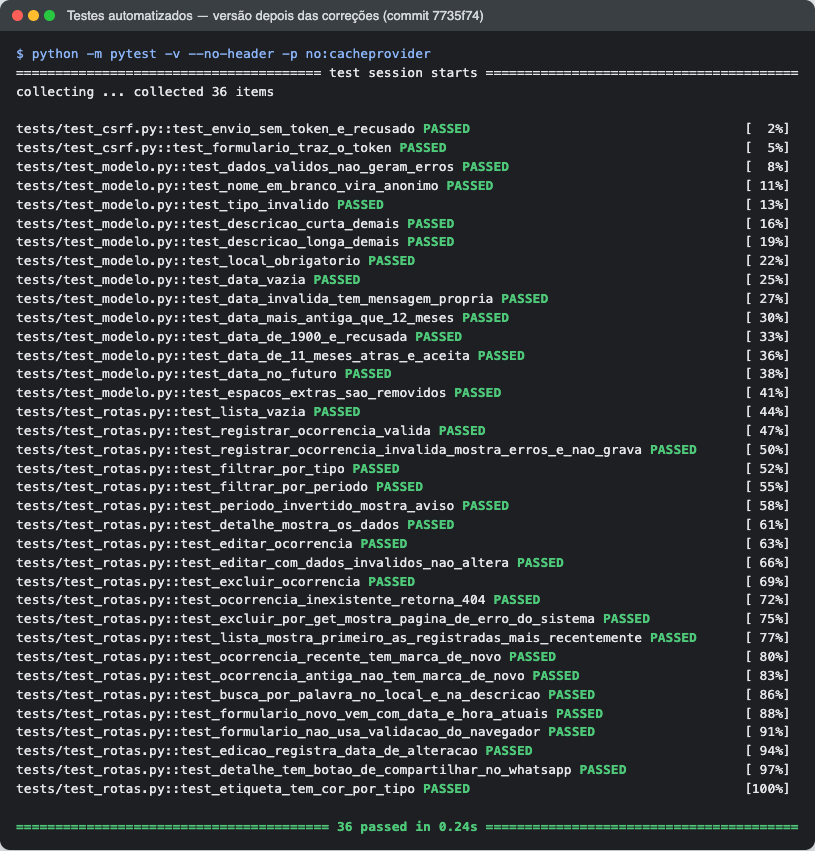 Testes automatizados — versão depois das correções (commit 7735f74)
$ python -m pytest -v --no-header -p no:cacheprovider
======================================= test session starts ========================================
collecting ... collected 36 items
tests/test_csrf.py::test_envio_sem_token_e_recusado PASSED [  2%]
tests/test_csrf.py::test_formulario_traz_o_token PASSED [  5%]
tests/test_modelo.py::test_dados_validos_nao_geram_erros PASSED [  8%]
tests/test_modelo.py::test_nome_em_branco_vira_anonimo PASSED [ 11%]
tests/test_modelo.py::test_tipo_invalido PASSED [ 13%]
tests/test_modelo.py::test_descricao_curta_demais PASSED [ 16%]
tests/test_modelo.py::test_descricao_longa_demais PASSED [ 19%]
tests/test_modelo.py::test_local_obrigatorio PASSED [ 22%]
tests/test_modelo.py::test_data_vazia PASSED [ 25%]
tests/test_modelo.py::test_data_invalida_tem_mensagem_propria PASSED [ 27%]
tests/test_modelo.py::test_data_mais_antiga_que_12_meses PASSED [ 30%]
tests/test_modelo.py::test_data_de_1900_e_recusada PASSED [ 33%]
tests/test_modelo.py::test_data_de_11_meses_atras_e_aceita PASSED [ 36%]
tests/test_modelo.py::test_data_no_futuro PASSED [ 38%]
tests/test_modelo.py::test_espacos_extras_sao_removidos PASSED [ 41%]
tests/test_rotas.py::test_lista_vazia PASSED [ 44%]
tests/test_rotas.py::test_registrar_ocorrencia_valida PASSED [ 47%]
tests/test_rotas.py::test_registrar_ocorrencia_invalida_mostra_erros_e_nao_grava PASSED [ 50%]
tests/test_rotas.py::test_filtrar_por_tipo PASSED [ 52%]
tests/test_rotas.py::test_filtrar_por_periodo PASSED [ 55%]
tests/test_rotas.py::test_periodo_invertido_mostra_aviso PASSED [ 58%]
tests/test_rotas.py::test_detalhe_mostra_os_dados PASSED [ 61%]
tests/test_rotas.py::test_editar_ocorrencia PASSED [ 63%]
tests/test_rotas.py::test_editar_com_dados_invalidos_nao_altera PASSED [ 66%]
tests/test_rotas.py::test_excluir_ocorrencia PASSED [ 69%]
tests/test_rotas.py::test_ocorrencia_inexistente_retorna_404 PASSED [ 72%]
tests/test_rotas.py::test_excluir_por_get_mostra_pagina_de_erro_do_sistema PASSED [ 75%]
tests/test_rotas.py::test_lista_mostra_primeiro_as_registradas_mais_recentemente PASSED [ 77%]
tests/test_rotas.py::test_ocorrencia_recente_tem_marca_de_novo PASSED [ 80%]
tests/test_rotas.py::test_ocorrencia_antiga_nao_tem_marca_de_novo PASSED [ 83%]
tests/test_rotas.py::test_busca_por_palavra_no_local_e_na_descricao PASSED [ 86%]
tests/test_rotas.py::test_formulario_novo_vem_com_data_e_hora_atuais PASSED [ 88%]
tests/test_rotas.py::test_formulario_nao_usa_validacao_do_navegador PASSED [ 91%]
tests/test_rotas.py::test_edicao_registra_data_de_alteracao PASSED [ 94%]
tests/test_rotas.py::test_detalhe_tem_botao_de_compartilhar_no_whatsapp PASSED [ 97%]
tests/test_rotas.py::test_etiqueta_tem_cor_por_tipo PASSED [100%]
======================================== 36 passed in 0.24s ========================================